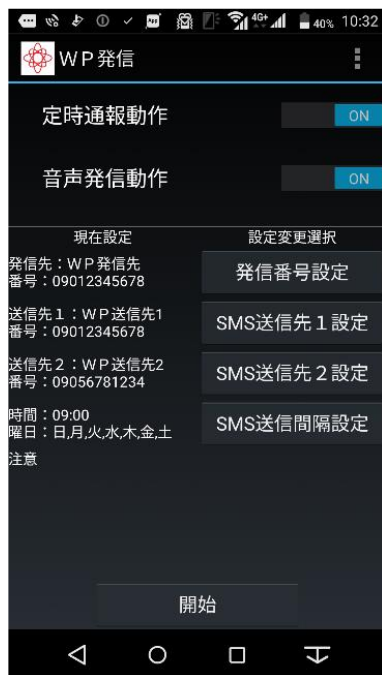 4G+ 40% 10:32
WP発信
定時通報動作 ON
音声発信動作 ON
現在設定 設定変更選択
発信先：WP発信先
番号：09012345678
発信番号設定
送信先１：WP送信先1
番号：09012345678
SMS送信先１設定
送信先２：WP送信先2
番号：09056781234
SMS送信先２設定
時間：09:00
曜日：日,月,火,水,木,金,土
SMS送信間隔設定
注意
開始